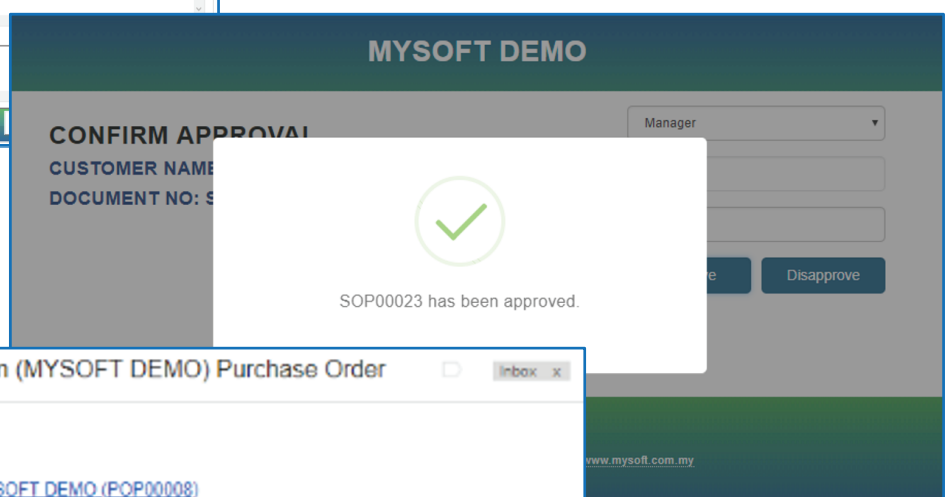 MYSOFT DEMO
CONFIRM APPROVAL
Manager
CUSTOMER NAME
DOCUMENT NO: S
Disapprove
SOP00023 has been approved.
(MYSOFT DEMO) Purchase Order
Inbox x
www.mysoft.com.my
SOFT DEMO (POP00008)